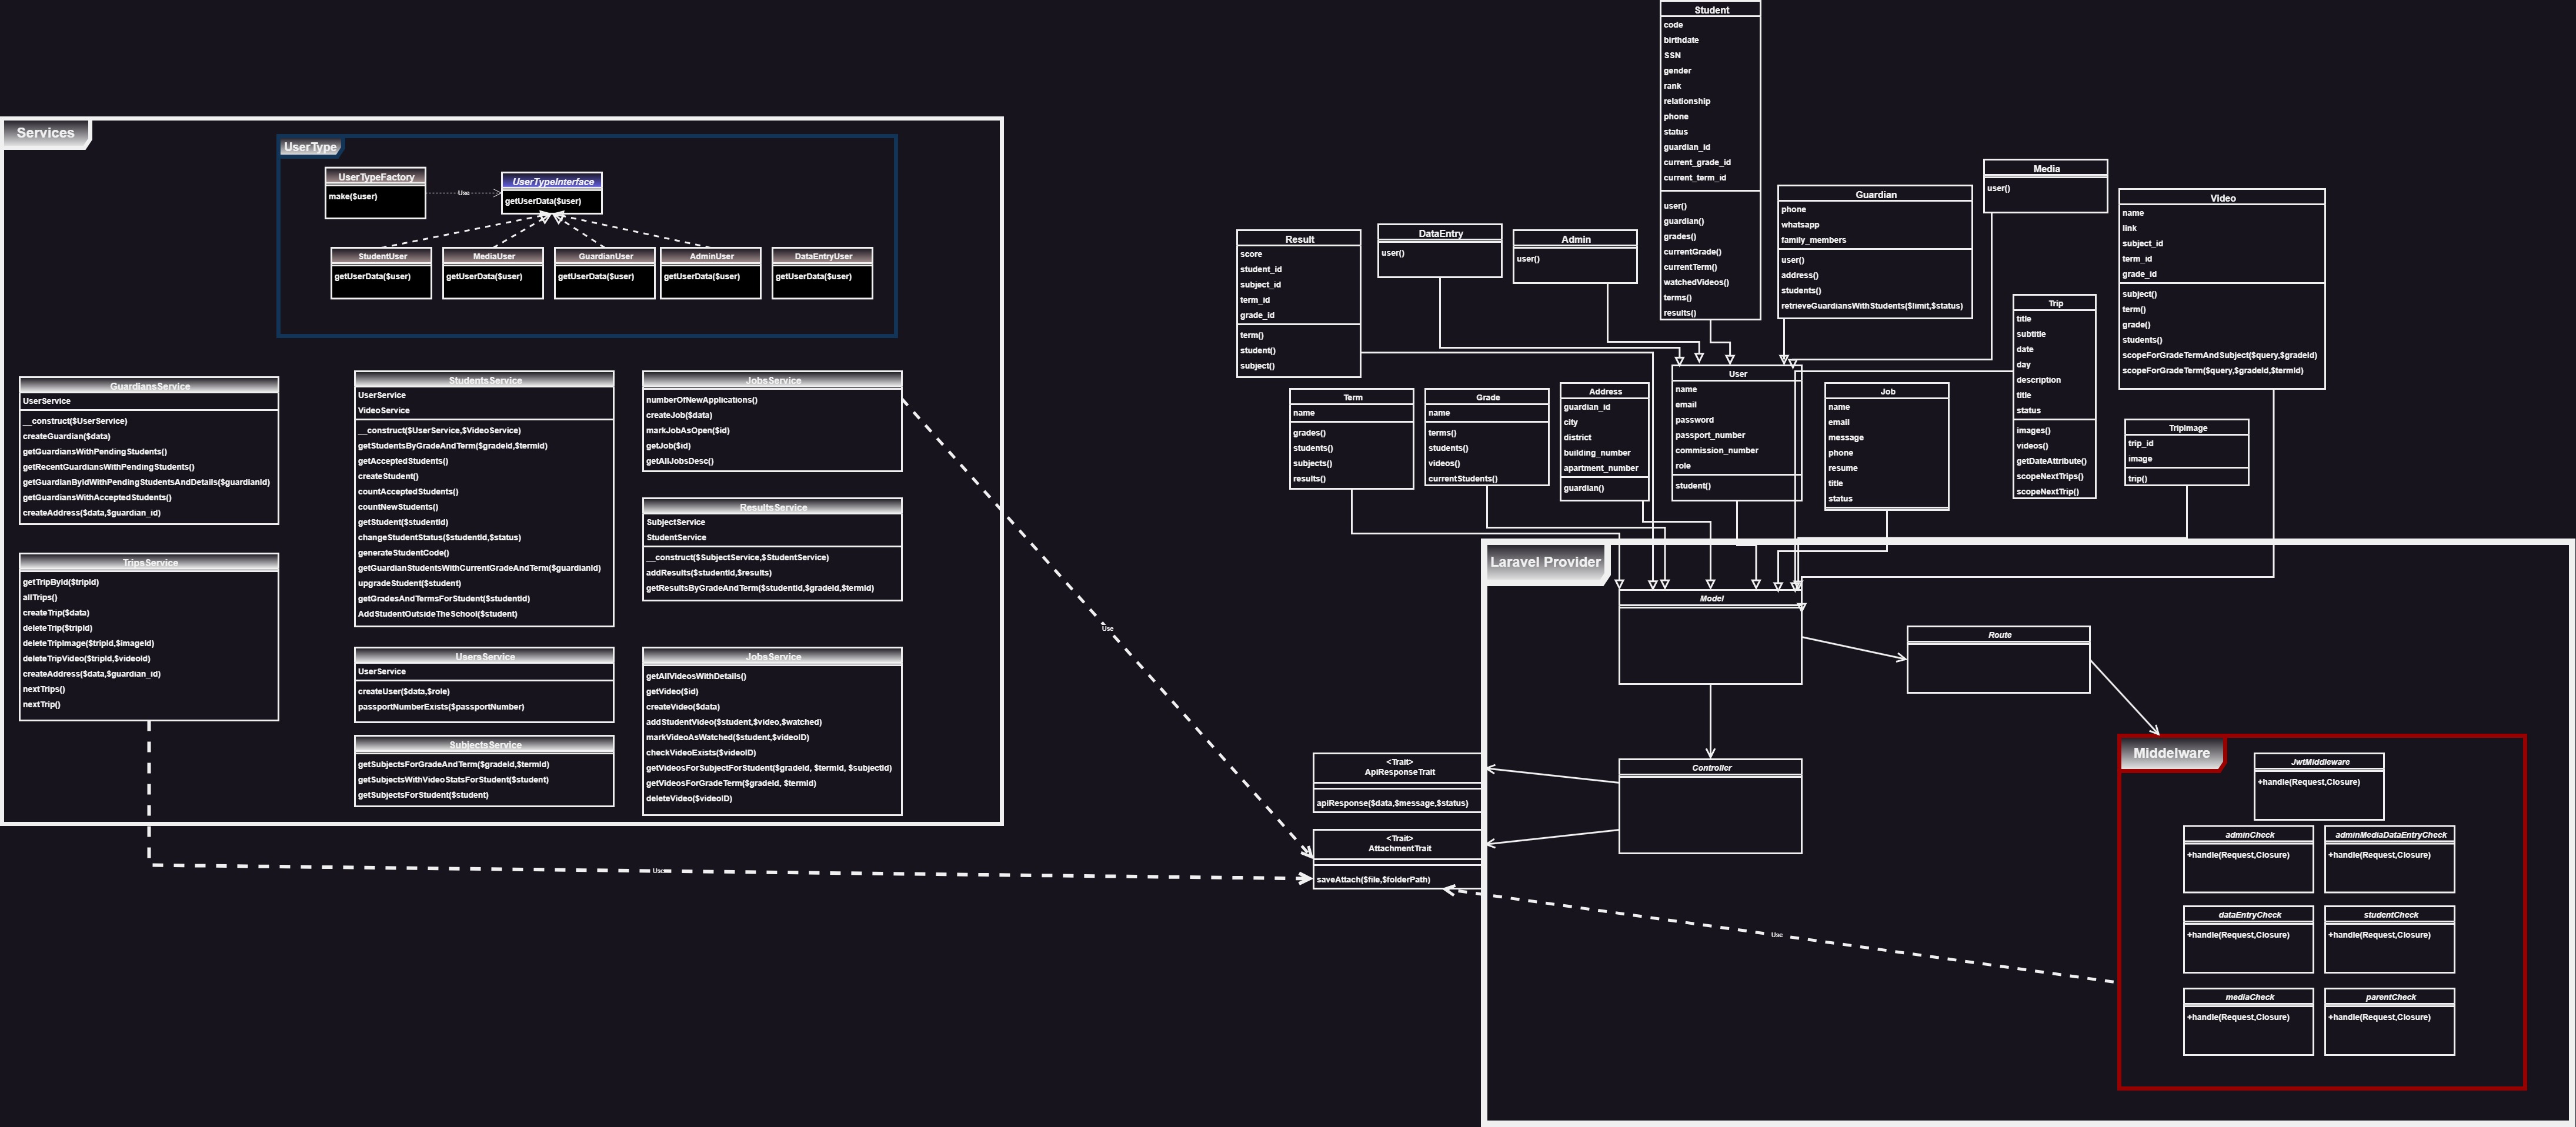 Services
UserType
UserTypeFactory
make($user)
Use
UserTypeInterface
getUserData($user)
StudentUser
getUserData($user)
MediaUser
getUserData($user)
GuardianUser
getUserData($user)
AdminUser
getUserData($user)
DataEntryUser
getUserData($user)
GuardiansService
UserService
__construct($UserService)
createGuardian($data)
getGuardiansWithPendingStudents()
getRecentGuardiansWithPendingStudents()
getGuardianByIdWithPendingStudentsAndDetails($guardianId)
getGuardiansWithAcceptedStudents()
createAddress($data,$guardian_id)
TripsService
getTripById($tripId)
allTrips()
createTrip($data)
deleteTrip($tripId)
deleteTripImage($tripId,$imageId)
deleteTripVideo($tripId,$videoId)
createAddress($data,$guardian_id)
nextTrips()
nextTrip()
StudentsService
UserService
VideoService
__construct($UserService,$VideoService)
getStudentsByGradeAndTerm($gradeId,$termId)
getAcceptedStudents()
createStudent()
countAcceptedStudents()
countNewStudents()
getStudent($studentId)
changeStudentStatus($studentId,$status)
generateStudentCode()
getGuardianStudentsWithCurrentGradeAndTerm($guardianId)
upgradeStudent($student)
getGradesAndTermsForStudent($studentId)
AddStudentOutsideTheSchool($student)
UsersService
UserService
createUser($data,$role)
passportNumberExists($passportNumber)
SubjectsService
getSubjectsForGradeAndTerm($gradeId,$termId)
getSubjectsWithVideoStatsForStudent($student)
getSubjectsForStudent($student)
JobsService
numberOfNewApplications()
createJob($data)
markJobAsOpen($id)
getJob($id)
getAllJobsDesc()
ResultsService
SubjectService
StudentService
__construct($SubjectService,$StudentService)
addResults($studentId,$results)
getResultsByGradeAndTerm($studentId,$gradeId,$termId)
JobsService
getAllVideosWithDetails()
getVideo($id)
createVideo($data)
addStudentVideo($student,$video,$watched)
markVideoAsWatched($student,$videoID)
checkVideoExists($videoID)
getVideosForSubjectForStudent($gradeId, $termId, $subjectId)
getVideosForGradeTerm($gradeId, $termId)
deleteVideo($videoID)
Use
Use
Result
score
student_id
subject_id
term_id
grade_id
term()
student()
subject()
DataEntry
user()
Admin
user()
Student
code
birthdate
SSN
gender
rank
relationship
phone
status
guardian_id
current_grade_id
current_term_id
user()
guardian()
grades()
currentGrade()
currentTerm()
watchedVideos()
terms()
results()
Guardian
phone
whatsapp
family_members
user()
address()
students()
retrieveGuardiansWithStudents($limit,$status)
Media
user()
Video
name
link
subject_id
term_id
grade_id
subject()
term()
grade()
students()
scopeForGradeTermAndSubject($query,$gradeId)
scopeForGradeTerm($query,$gradeId,$termId)
Trip
title
subtitle
date
day
description
title
status
images()
videos()
getDateAttribute()
scopeNextTrips()
scopeNextTrip()
Term
name
grades()
students()
subjects()
results()
Grade
name
terms()
students()
videos()
currentStudents()
Address
guardian_id
city
district
building_number
apartment_number
guardian()
User
name
email
password
passport_number
commission_number
role
student()
Job
name
email
message
phone
resume
title
status
TripImage
trip_id
image
trip()
Laravel Provider
Model
Route
Controller
<Trait>
ApiResponseTrait
apiResponse($data,$message,$status)
<Trait>
AttachmentTrait
saveAttach($file,$folderPath)
Use
Middelware
JwtMiddleware
+handle(Request,Closure)
adminCheck
+handle(Request,Closure)
adminMediaDataEntryCheck
+handle(Request,Closure)
dataEntryCheck
+handle(Request,Closure)
studentCheck
+handle(Request,Closure)
mediaCheck
+handle(Request,Closure)
parentCheck
+handle(Request,Closure)